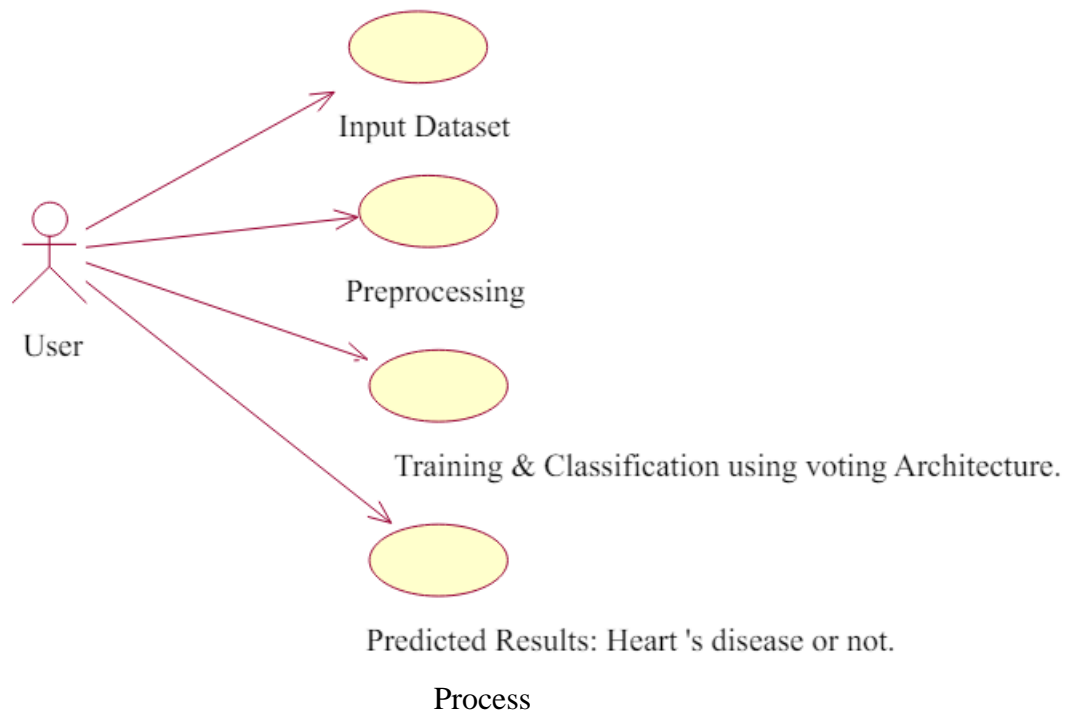 Input Dataset
Preprocessing
User
Training & Classification using voting Architecture.
Predicted Results: Heart 's disease or not.
Process